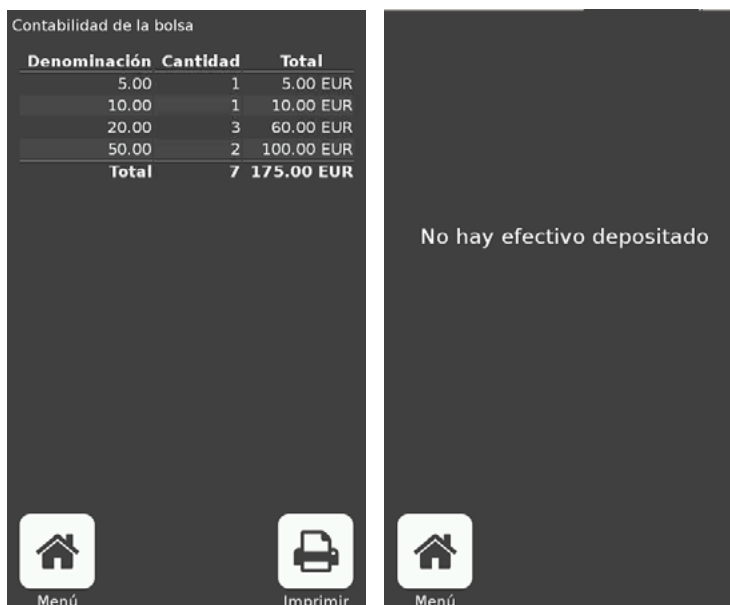 Contabilidad de la bolsa
Denominación Cantidad Total
5.00 1 5.00 EUR
10.00 1 10.00 EUR
20.00 3 60.00 EUR
50.00 2 100.00 EUR
Total 7 175.00 EUR
Menú Imprimir
No hay efectivo depositado
Menú